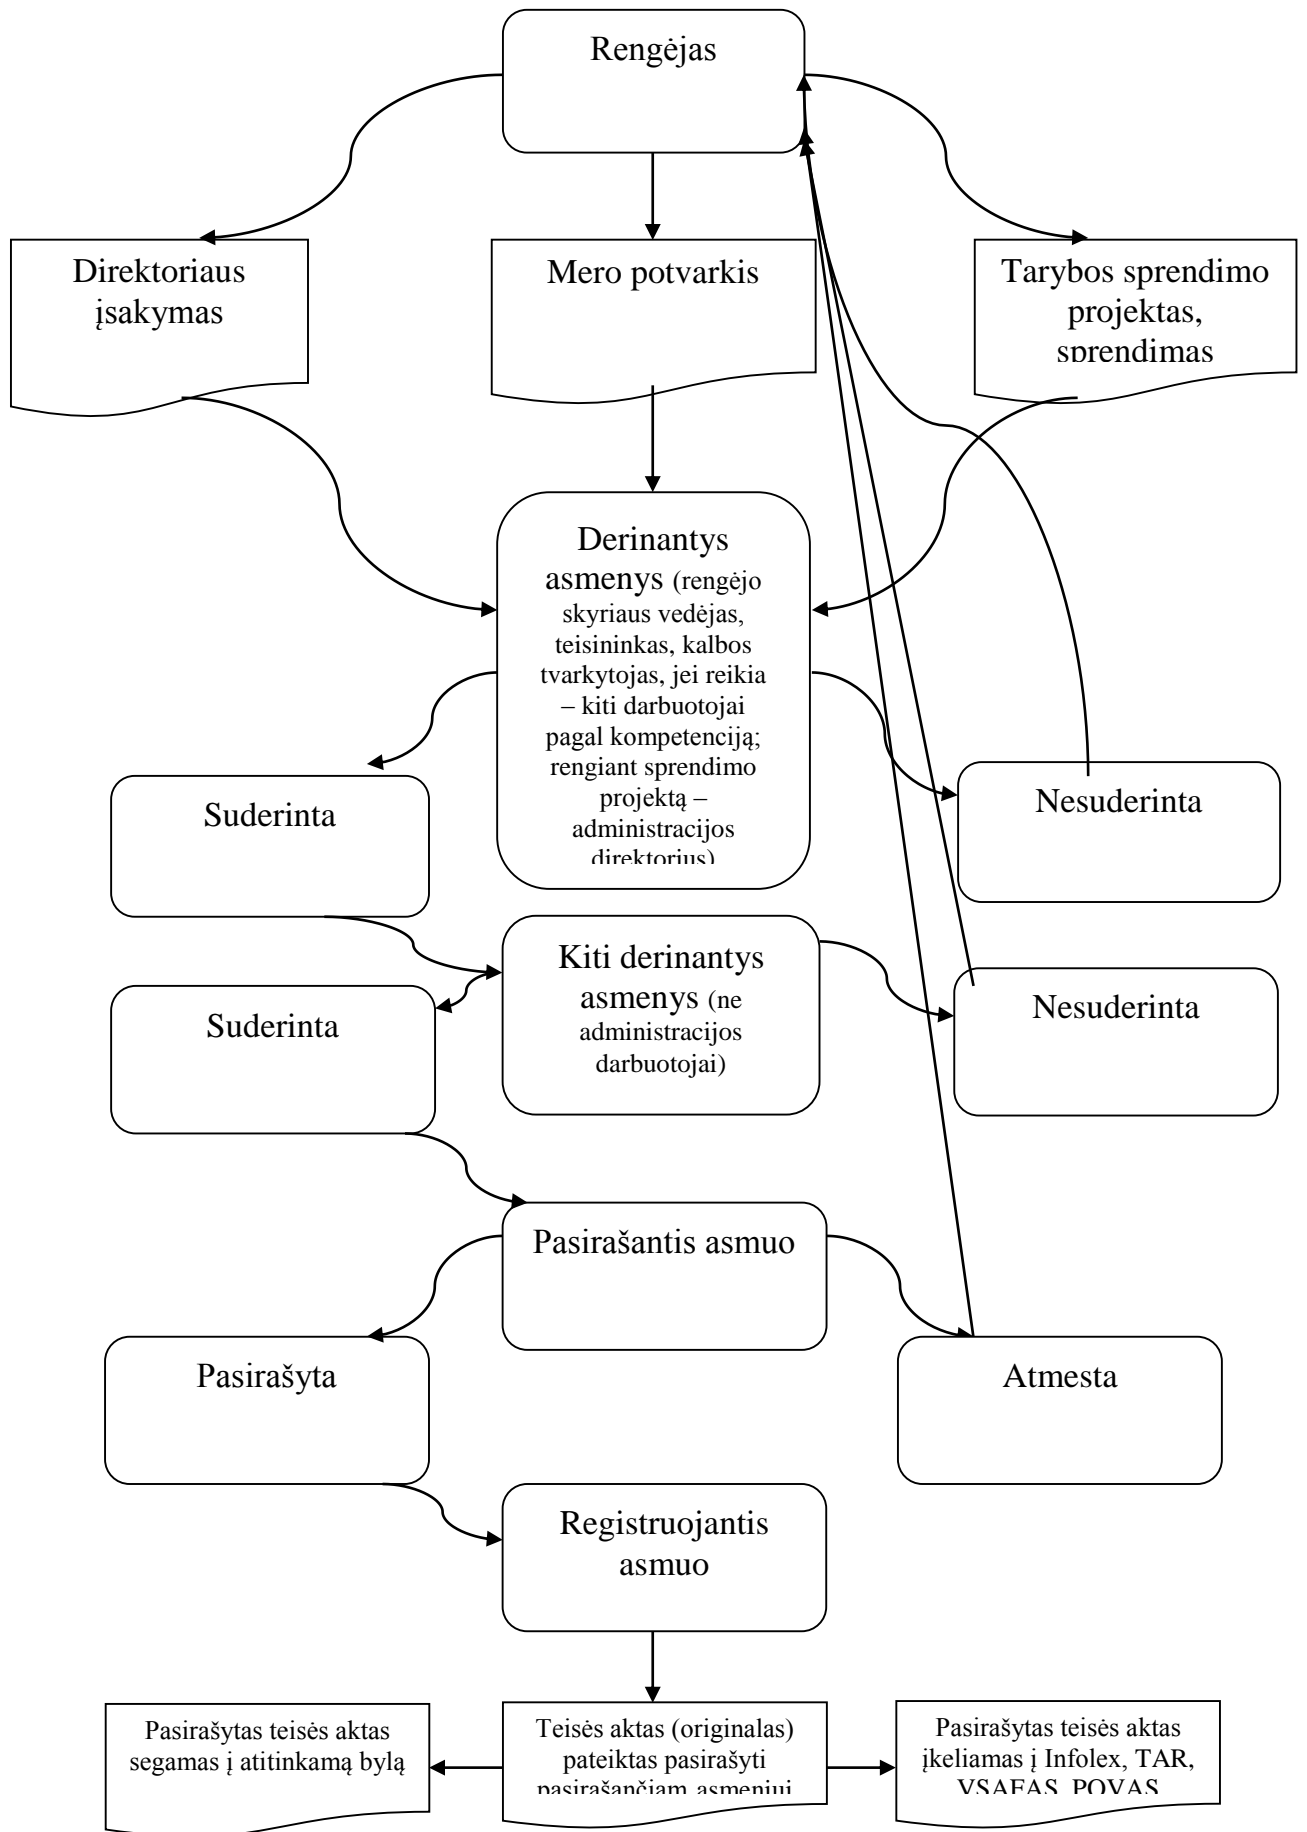 Rengėjas
Direktoriaus
įsakymas
Mero potvarkis
Tarybos sprendimo
projektas,
sprendimas
Derinantys
asmenys (rengėjo
skyriaus vedėjas,
teisininkas, kalbos
tvarkytojas, jei reikia
– kiti darbuotojai
pagal kompetenciją;
rengiant sprendimo
projektą –
administracijos
direktorius)
Suderinta
Nesuderinta
Kiti derinantys
asmenys (ne
administracijos
darbuotojai)
Suderinta
Nesuderinta
Pasirašantis asmuo
Pasirašyta
Atmesta
Registruojantis
asmuo
Pasirašytas teisės aktas
segamas į atitinkamą bylą
Teisės aktas (originalas)
pateiktas pasirašyti
pasirašančiam asmeniui
Pasirašytas teisės aktas
įkeliamas į Infolex, TAR,
VSAFAS, POVAS